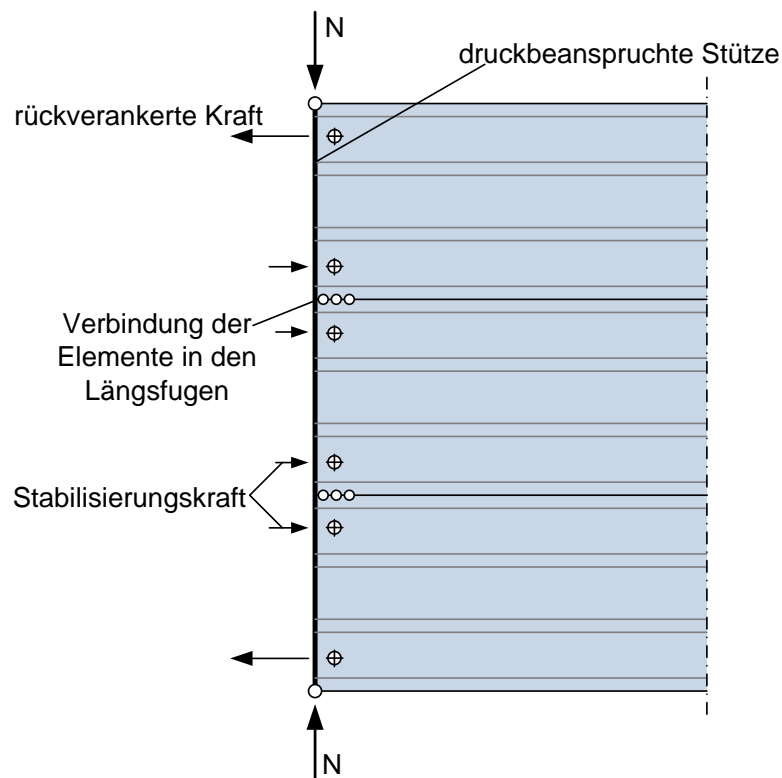 N
druckbeanspruchte Stütze
rückverankerte Kraft
Verbindung der
Elemente in den
Längsfugen
Stabilisierungskraft
N